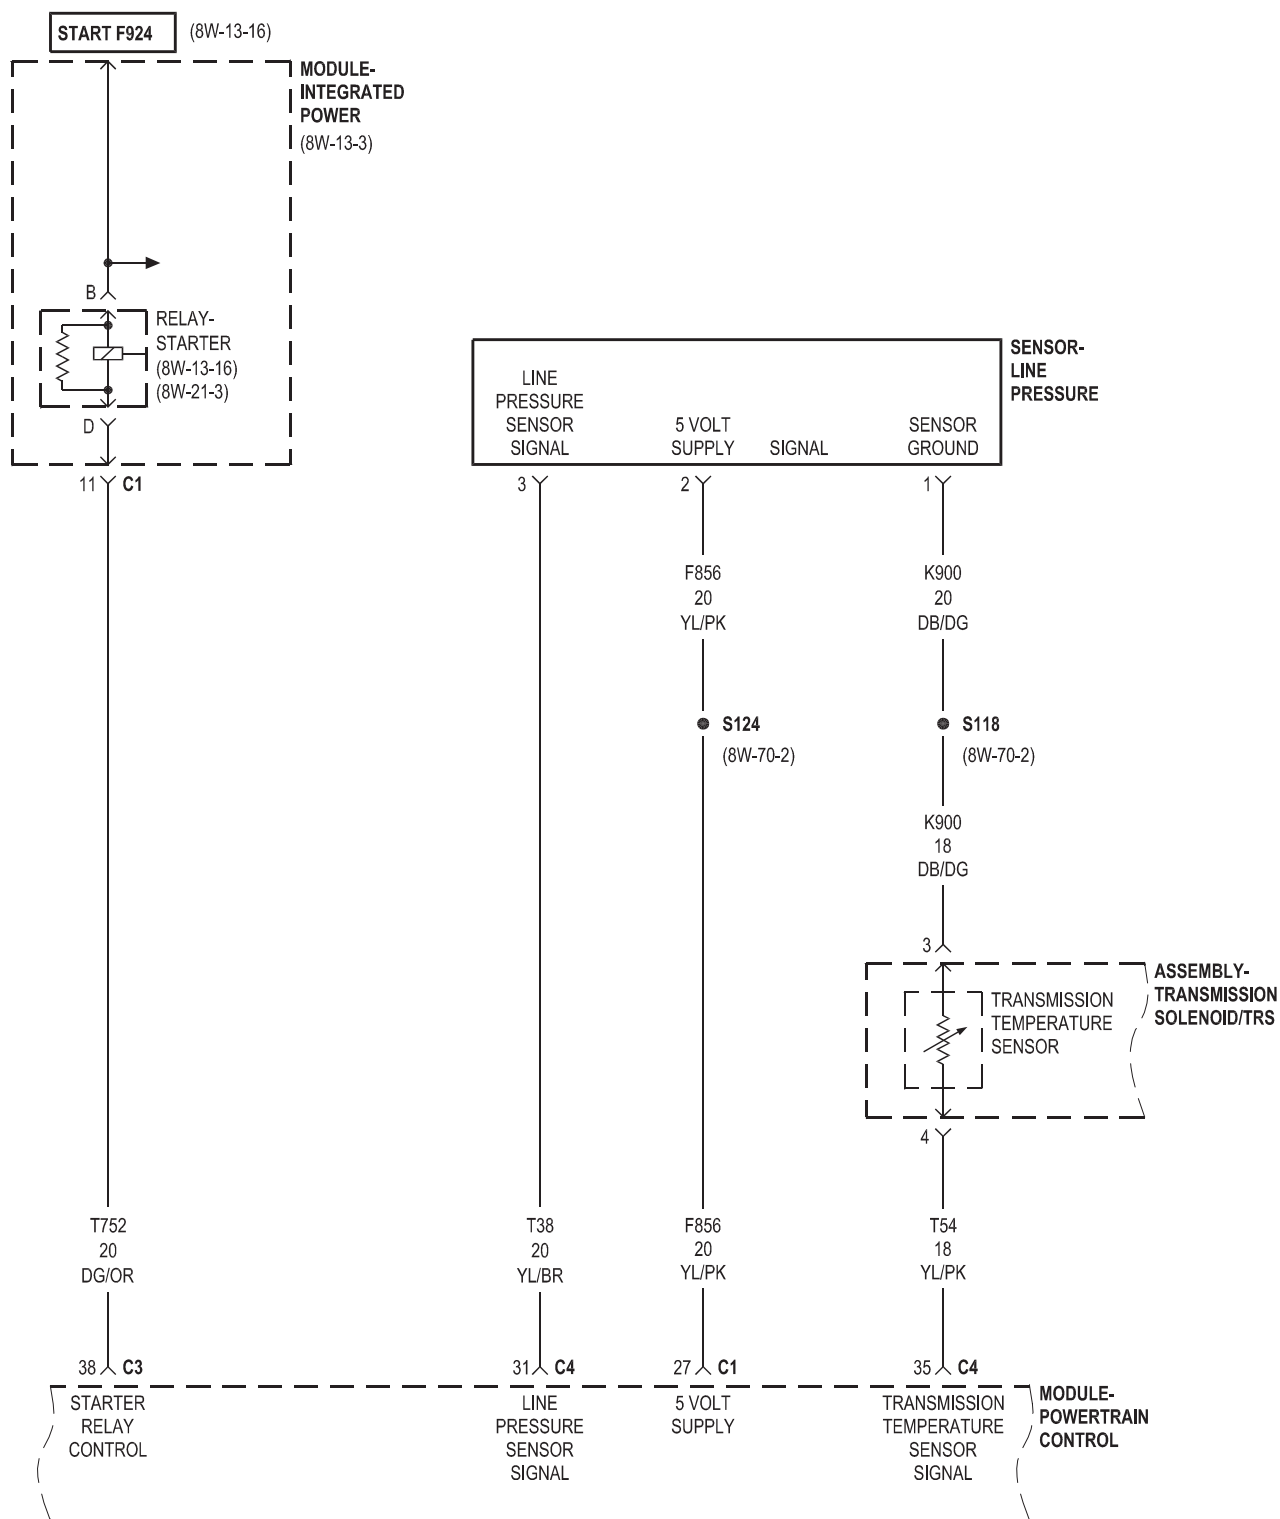 START F924
(8W-13-16)
MODULE-
INTEGRATED
POWER
(8W-13-3)
B
RELAY-
STARTER
(8W-13-16)
(8W-21-3)
D
11
C1
SENSOR-
LINE
PRESSURE
LINE
PRESSURE
SENSOR
SIGNAL
5 VOLT
SUPPLY
SIGNAL
SENSOR
GROUND
3
2
1
F856
20
YL/PK
K900
20
DB/DG
S124
(8W-70-2)
S118
(8W-70-2)
K900
18
DB/DG
3
ASSEMBLY-
TRANSMISSION
SOLENOID/TRS
TRANSMISSION
TEMPERATURE
SENSOR
4
T752
20
DG/OR
T38
20
YL/BR
F856
20
YL/PK
T54
18
YL/PK
38
C3
31
C4
27
C1
35
C4
STARTER
RELAY
CONTROL
LINE
PRESSURE
SENSOR
SIGNAL
5 VOLT
SUPPLY
TRANSMISSION
TEMPERATURE
SENSOR
SIGNAL
MODULE-
POWERTRAIN
CONTROL